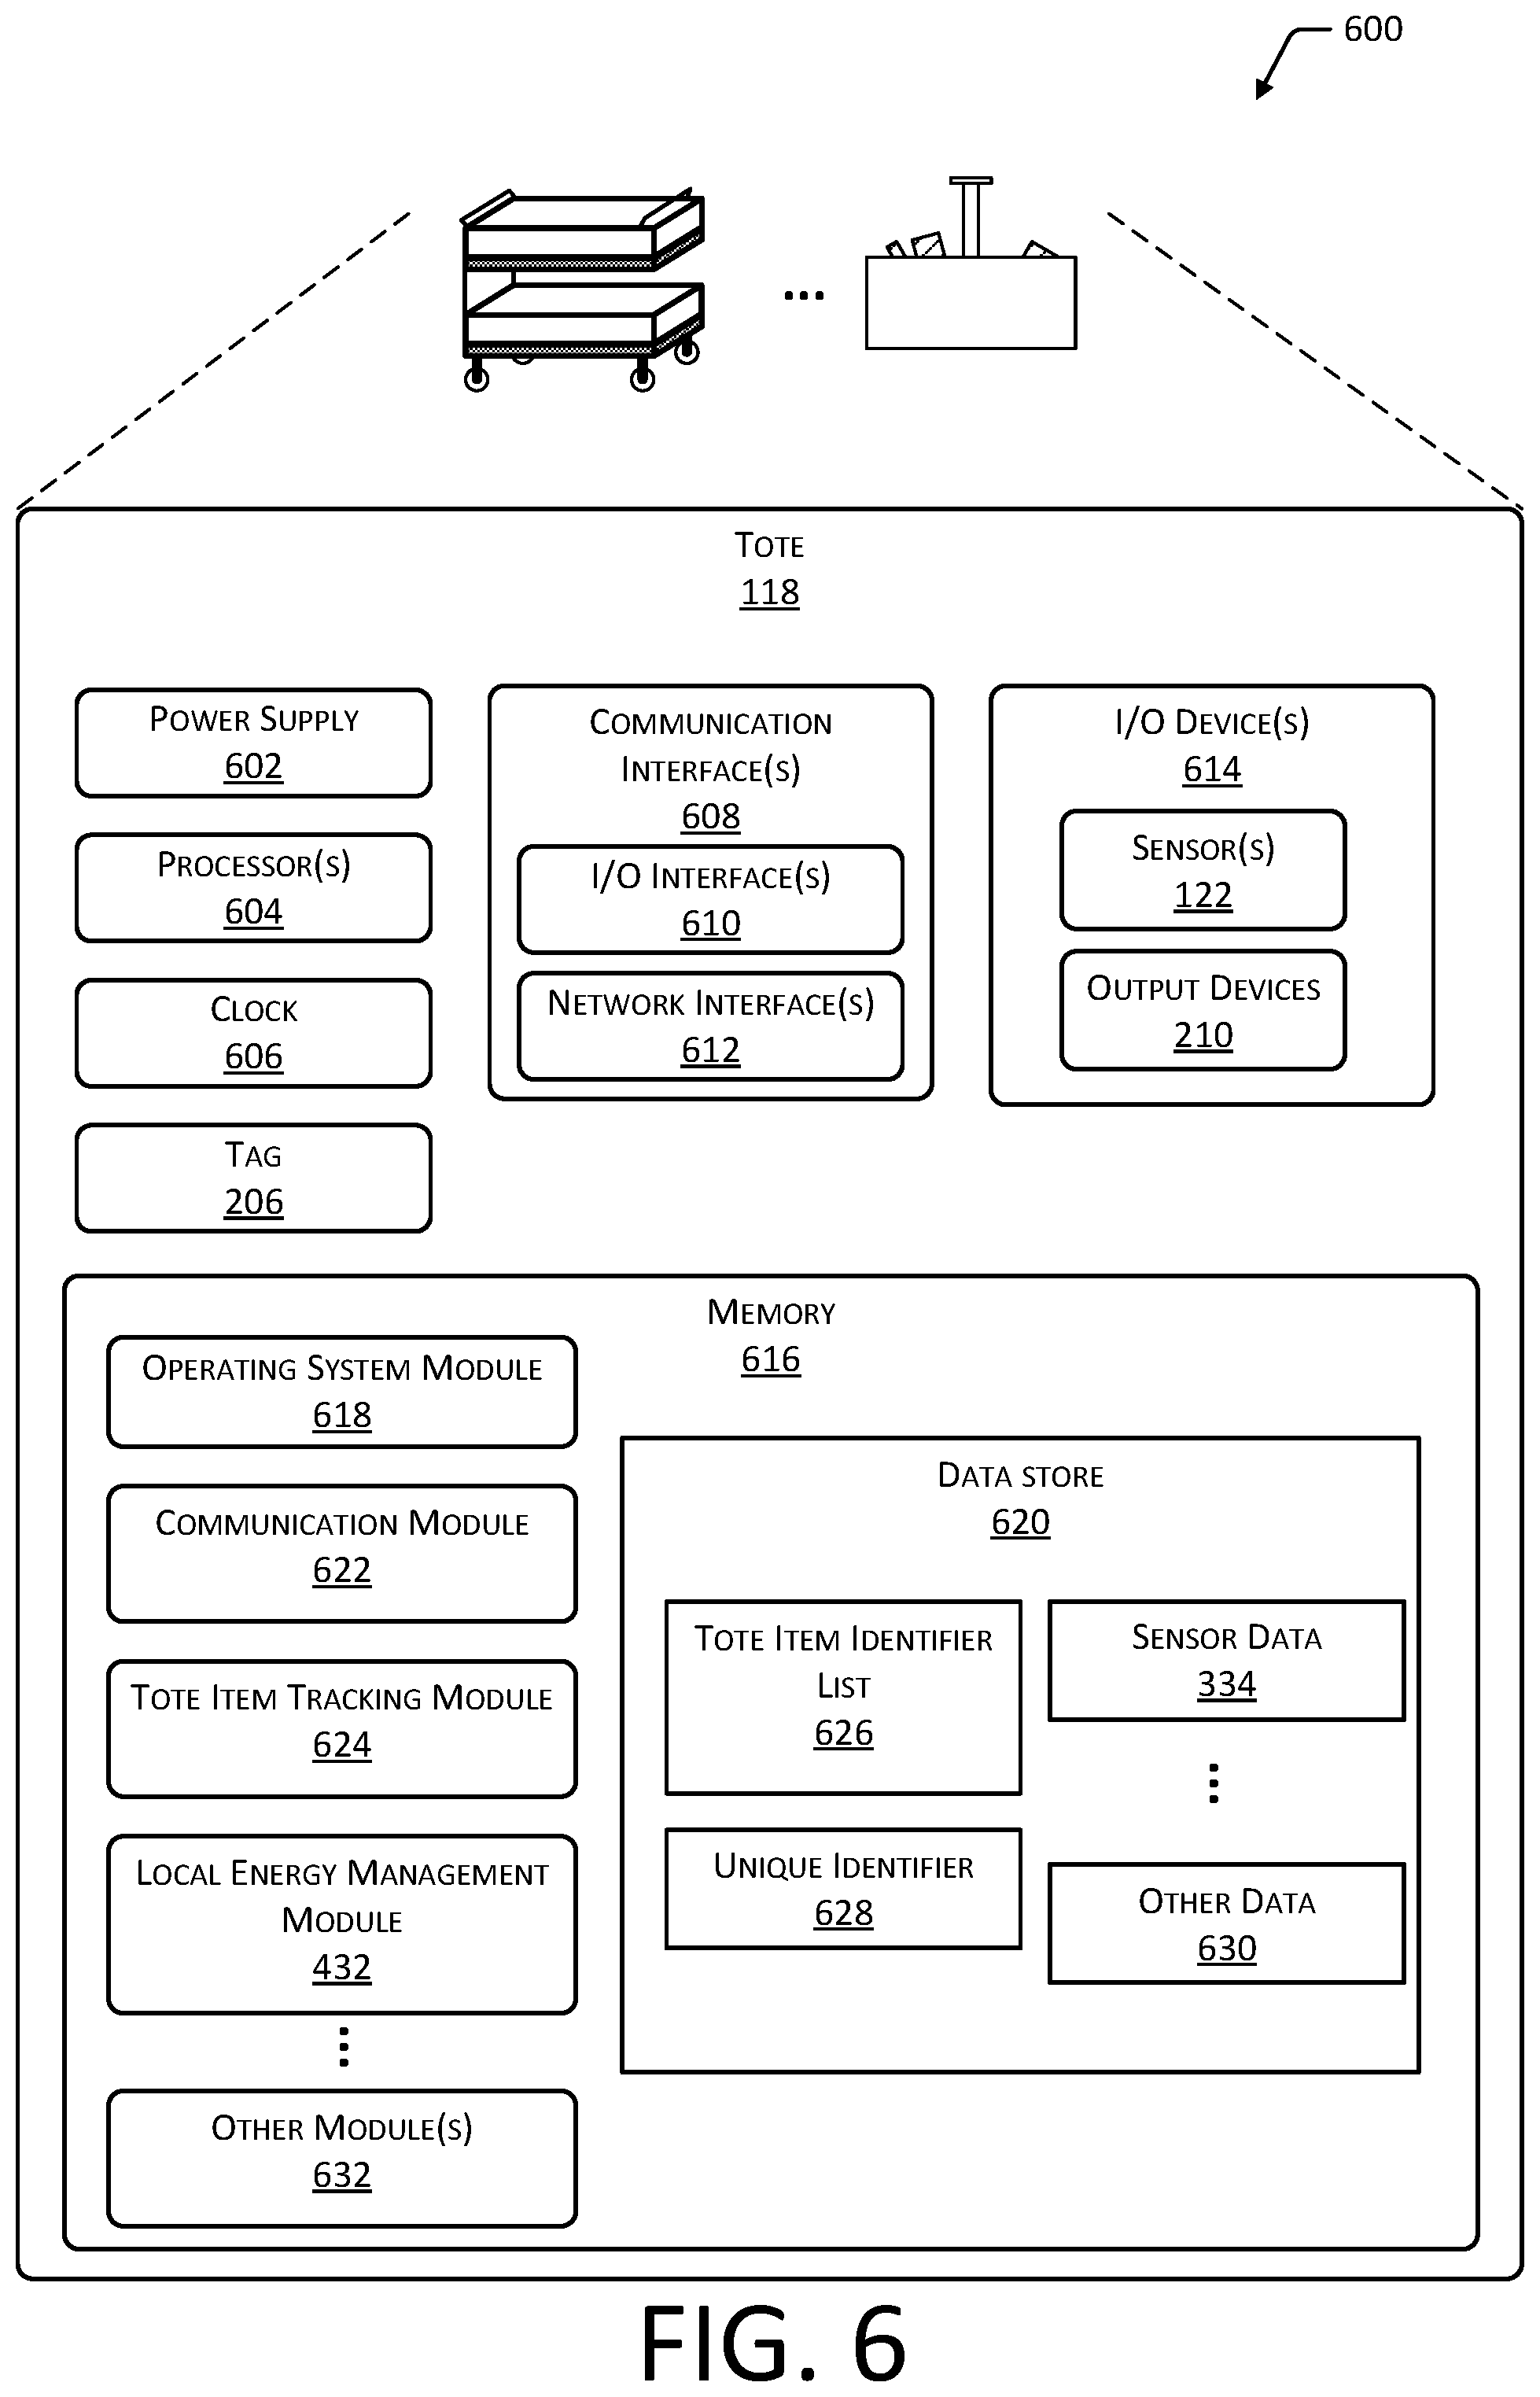 600
Tote
118
Power Supply
602
Processor(s)
604
Clock
606
Tag
206
Communication
Interface(s)
608
I/O Interface(s)
610
Network Interface(s)
612
I/O Device(s)
614
Sensor(s)
122
Output Devices
210
Memory
616
Operating System Module
618
Communication Module
622
Tote Item Tracking Module
624
Local Energy Management
Module
432
Other Module(s)
632
Data store
620
Tote Item Identifier
List
626
Unique Identifier
628
Sensor Data
334
Other Data
630
FIG. 6